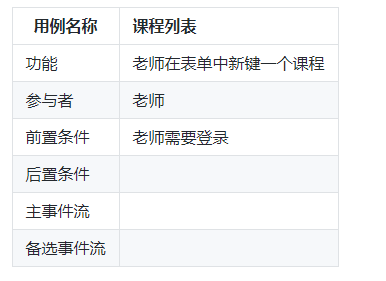 用例名称 课程列表
功能 老师在表单中新键一个课程
参与者 老师
前置条件 老师需要登录
后置条件
主事件流
备选事件流